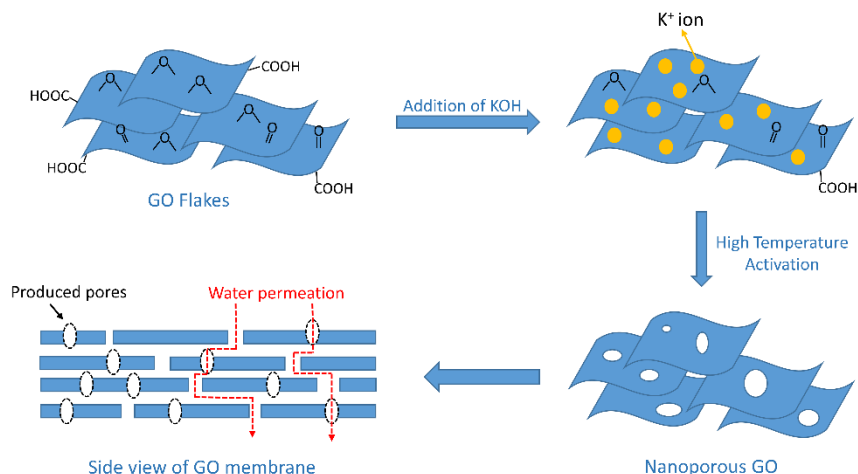 COOH
HOOC
O
O
O
O
O
O
O
HOOC
COOH
GO Flakes
Addition of KOH
K⁺ ion
O
O
O
O
COOH
High Temperature
Activation
Produced pores
Water permeation
Side view of GO membrane
Nanoporous GO